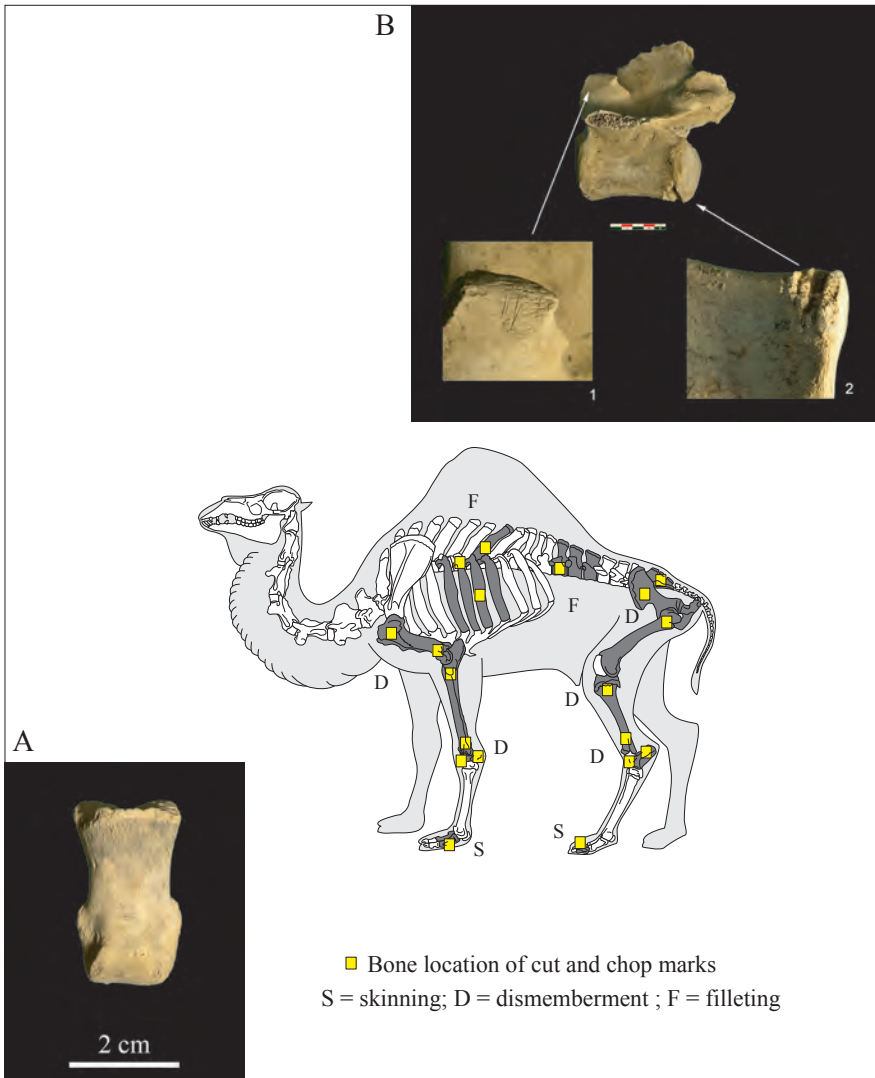 B
1
2
F
F
D
D
D
D
D
S
S
A
2 cm
Bone location of cut and chop marks
S = skinning; D = dismemberment ; F = filleting